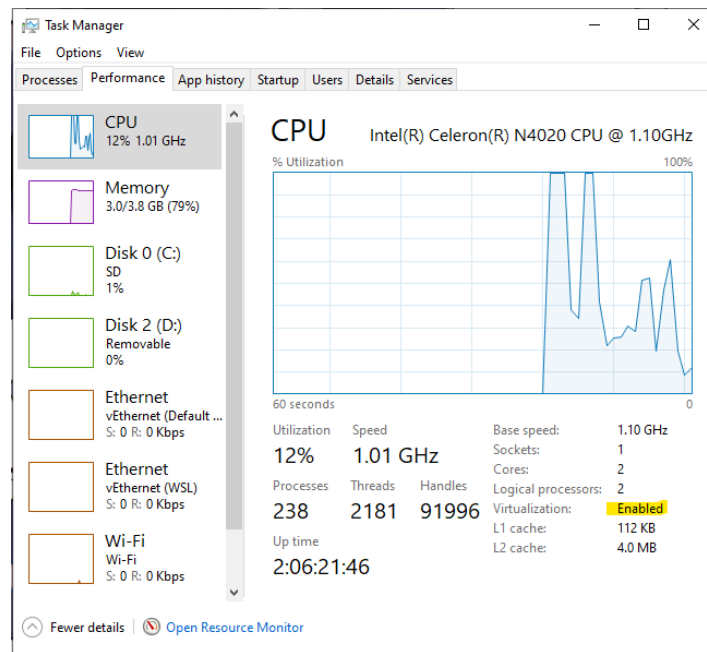 Task Manager
File Options View
Processes Performance App history Startup Users Details Services
CPU
12% 1.01 GHz
Memory
3.0/3.8 GB (79%)
Disk 0 (C:)
SD
1%
Disk 2 (D:)
Removable
0%
Ethernet
vEthernet (Default ...
S: 0 R: 0 Kbps
Ethernet
vEthernet (WSL)
S: 0 R: 0 Kbps
Wi-Fi
Wi-Fi
S: 0 R: 0 Kbps
CPU Intel(R) Celeron(R) N4020 CPU @ 1.10GHz
% Utilization 100%
60 seconds 0
Utilization Speed
12% 1.01 GHz
Processes Threads Handles
238 2181 91996
Up time
2:06:21:46
Base speed: 1.10 GHz
Sockets: 1
Cores: 2
Logical processors: 2
Virtualization: Enabled
L1 cache: 112 KB
L2 cache: 4.0 MB
Fewer details Open Resource Monitor